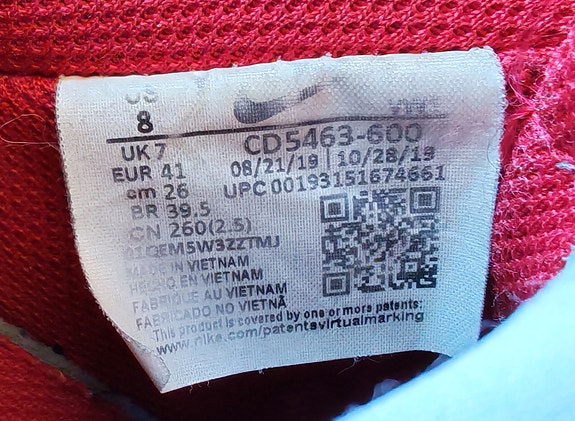 US
8
UK 7
EUR 41
cm 26
BR 39.5
CN 260(2.5)
CD5463-600
08/21/19 | 10/28/19
UPC 00193151674661
01QEM5W3ZZTMJ
MADE IN VIETNAM
HECHO EN VIETNAM
FABRIQUE AU VIETNAM
FABRICADO NO VIETNÃ
This product is covered by one or more patents:
www.nike.com/patentsvirtualmarking